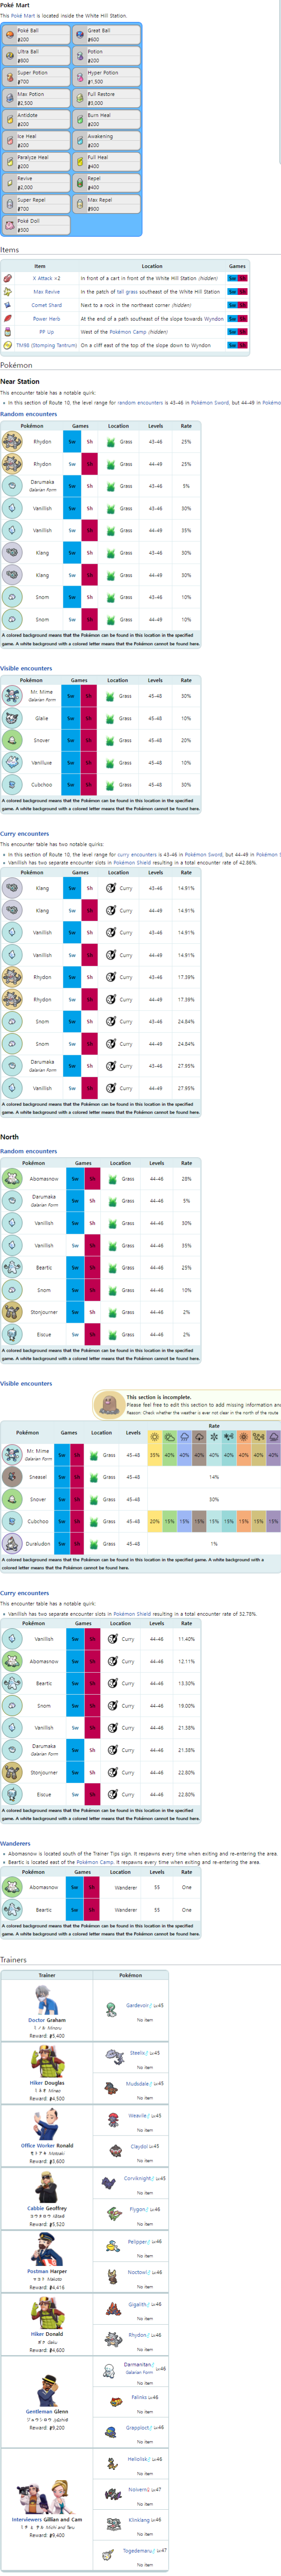 Poké Mart
This Poké Mart is located inside the White Hill Station.
Poké Ball
₽200
Great Ball
₽600
Ultra Ball
₽800
Potion
₽200
Super Potion
₽700
Hyper Potion
₽1,500
Max Potion
₽2,500
Full Restore
₽3,000
Antidote
₽200
Burn Heal
₽200
Ice Heal
₽200
Awakening
₽200
Paralyze Heal
₽200
Full Heal
₽400
Revive
₽2,000
Repel
₽400
Super Repel
₽700
Max Repel
₽900
Poké Doll
₽300
Items
Item Location Games
X Attack ×2 In front of a cart in front of the White Hill Station (hidden) Sw Sh
Max Revive In the patch of tall grass southeast of the White Hill Station Sw Sh
Comet Shard Next to a rock in the northeast corner (hidden) Sw Sh
Power Herb At the end of a path southeast of the slope towards Wyndon Sw Sh
PP Up West of the Pokémon Camp (hidden) Sw Sh
TM98 (Stomping Tantrum) On a cliff east of the top of the slope down to Wyndon Sw Sh
Pokémon
Near Station
This encounter table has a notable quirk:
In this section of Route 10, the level range for random encounters is 43-46 in Pokémon Sword, but 44-49 in Pokémo
Random encounters
Pokémon Games Location Levels Rate
Rhydon Sw Sh Grass 43-46 25%
Rhydon Sw Sh Grass 44-49 25%
Darumaka
Galarian Form
Sw Sh Grass 43-46 5%
Vanillish Sw Sh Grass 43-46 30%
Vanillish Sw Sh Grass 44-49 35%
Klang Sw Sh Grass 43-46 30%
Klang Sw Sh Grass 44-49 30%
Snom Sw Sh Grass 43-46 10%
Snom Sw Sh Grass 44-49 10%
A colored background means that the Pokémon can be found in this location in the specified
game. A white background with a colored letter means that the Pokémon cannot be found here.
Visible encounters
Pokémon Games Location Levels Rate
Mr. Mime
Galarian Form
Sw Sh Grass 45-48 30%
Glalie Sw Sh Grass 45-48 10%
Snover Sw Sh Grass 45-48 20%
Vanilluxe Sw Sh Grass 45-48 10%
Cubchoo Sw Sh Grass 45-48 30%
A colored background means that the Pokémon can be found in this location in the specified
game. A white background with a colored letter means that the Pokémon cannot be found here.
Curry encounters
This encounter table has two notable quirks:
In this section of Route 10, the level range for curry encounters is 43-46 in Pokémon Sword, but 44-49 in Pokémon S
Vanillish has two separate encounter slots in Pokémon Shield resulting in a total encounter rate of 42.86%.
Pokémon Games Location Levels Rate
Klang Sw Sh Curry 43-46 14.91%
Klang Sw Sh Curry 44-49 14.91%
Vanillish Sw Sh Curry 43-46 14.91%
Vanillish Sw Sh Curry 44-49 14.91%
Rhydon Sw Sh Curry 43-46 17.39%
Rhydon Sw Sh Curry 44-49 17.39%
Snom Sw Sh Curry 43-46 24.84%
Snom Sw Sh Curry 44-49 24.84%
Darumaka
Galarian Form
Sw Sh Curry 43-46 27.95%
Vanillish Sw Sh Curry 44-49 27.95%
A colored background means that the Pokémon can be found in this location in the specified
game. A white background with a colored letter means that the Pokémon cannot be found here.
North
Random encounters
Pokémon Games Location Levels Rate
Abomasnow Sw Sh Grass 44-46 28%
Darumaka
Galarian Form
Sw Sh Grass 44-46 5%
Vanillish Sw Sh Grass 44-46 30%
Vanillish Sw Sh Grass 44-46 35%
Beartic Sw Sh Grass 44-46 25%
Snom Sw Sh Grass 44-46 10%
Stonjourner Sw Sh Grass 44-46 2%
Eiscue Sw Sh Grass 44-46 2%
A colored background means that the Pokémon can be found in this location in the specified
game. A white background with a colored letter means that the Pokémon cannot be found here.
Visible encounters
This section is incomplete.
Please feel free to edit this section to add missing information and
Reason: Check whether the weather is ever not clear in the north of the route.
Pokémon Games Location Levels Rate
Mr. Mime
Galarian Form
Sw Sh Grass 45-48 35% 40% 40% 40% 40% 40% 40% 40% 40%
Sneasel Sw Sh Grass 45-48 14%
Snover Sw Sh Grass 45-48 30%
Cubchoo Sw Sh Grass 45-48 20% 15% 15% 15% 15% 15% 15% 15% 15%
Duraludon Sw Sh Grass 45-48 1%
A colored background means that the Pokémon can be found in this location in the specified game. A white background with a
colored letter means that the Pokémon cannot be found here.
Curry encounters
This encounter table has a notable quirk:
Vanillish has two separate encounter slots in Pokémon Shield resulting in a total encounter rate of 32.78%.
Pokémon Games Location Levels Rate
Vanillish Sw Sh Curry 44-46 11.40%
Abomasnow Sw Sh Curry 44-46 12.11%
Beartic Sw Sh Curry 44-46 13.30%
Snom Sw Sh Curry 44-46 19.00%
Vanillish Sw Sh Curry 44-46 21.38%
Darumaka
Galarian Form
Sw Sh Curry 44-46 21.38%
Stonjourner Sw Sh Curry 44-46 22.80%
Eiscue Sw Sh Curry 44-46 22.80%
A colored background means that the Pokémon can be found in this location in the specified
game. A white background with a colored letter means that the Pokémon cannot be found here.
Wanderers
Abomasnow is located south of the Trainer Tips sign. It respawns every time when exiting and re-entering the area.
Beartic is located east of the Pokémon Camp. It respawns every time when exiting and re-entering the area.
Pokémon Games Location Levels Rate
Abomasnow Sw Sh Wanderer 55 One
Beartic Sw Sh Wanderer 55 One
A colored background means that the Pokémon can be found in this location in the specified
game. A white background with a colored letter means that the Pokémon cannot be found here.
Trainers
Trainer Pokémon
Doctor Graham
Reward: ₽5,400
Gardevoir♂ Lv.45
No item
Hiker Douglas
Reward: ₽4,500
Steelix♂ Lv.45
No item
Mudsdale♂ Lv.45
No item
Office Worker Ronald
Reward: ₽3,600
Weavile♂ Lv.45
No item
Claydol Lv.45
No item
Cabbie Geoffrey
Reward: ₽5,520
Corviknight♂ Lv.45
No item
Flygon♂ Lv.46
No item
Postman Harper
Reward: ₽4,416
Pelipper♂ Lv.46
No item
Noctowl♂ Lv.46
No item
Hiker Donald
Reward: ₽4,600
Gigalith♂ Lv.46
No item
Rhydon♂ Lv.46
No item
Gentleman Glenn
Reward: ₽9,200
Darmanitan♂ Lv.46
Galarian Form
No item
Falinks Lv.46
No item
Grapploct♂ Lv.46
No item
Interviewers Gillian and Cam
Reward: ₽9,400
Heliolisk♂ Lv.46
No item
Noivern♀ Lv.47
No item
Klinklang Lv.46
No item
Togedemaru♂ Lv.47
No item